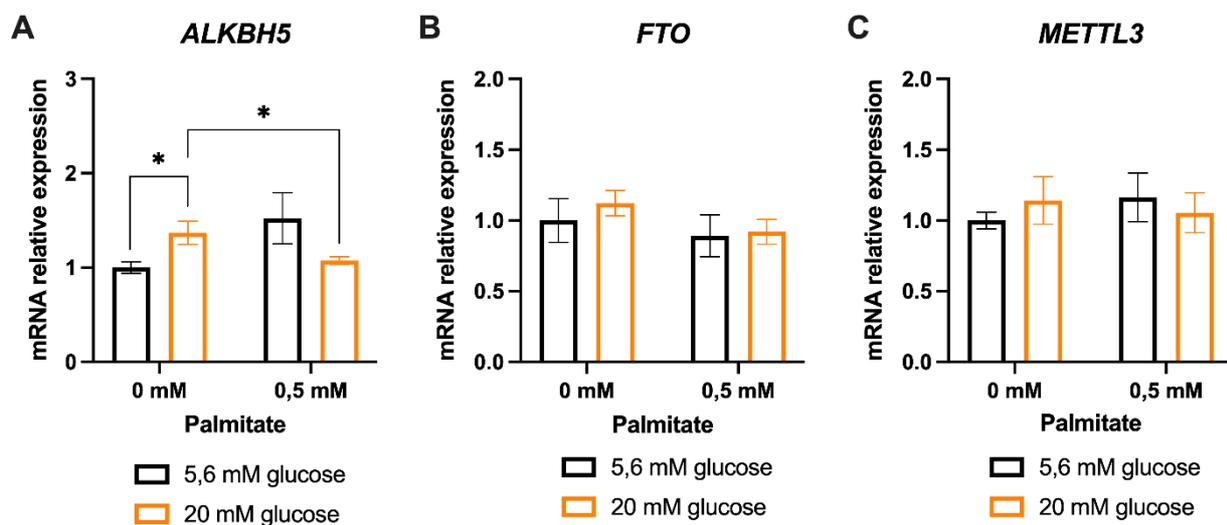 A
ALKBH5
mRNA relative expression
3
2
1
0
*
*
0 mM
0,5 mM
Palmitate
5,6 mM glucose
20 mM glucose
B
FTO
mRNA relative expression
2.0
1.5
1.0
0.5
0.0
0 mM
0,5 mM
Palmitate
5,6 mM glucose
20 mM glucose
C
METTL3
mRNA relative expression
2.0
1.5
1.0
0.5
0.0
0 mM
0,5 mM
Palmitate
5,6 mM glucose
20 mM glucose